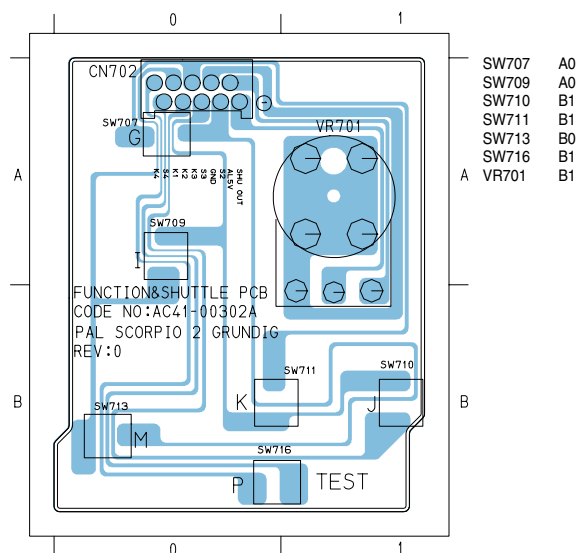 0 1
CN702
SW707
G
VR701
A A
K4 S4 K1 K2 K3 S3 GND S2 AL5V SHU OUT
SW709
I
FUNCTION&SHUTTLE PCB
CODE NO:AC41-00302A
PAL SCORPIO 2 GRUNDIG
REV:0
SW711
SW710
B B
K
J
SW713
M
SW716
P
TEST
0 1
SW707 A0
SW709 A0
SW710 B1
SW711 B1
SW713 B0
SW716 B1
VR701 B1